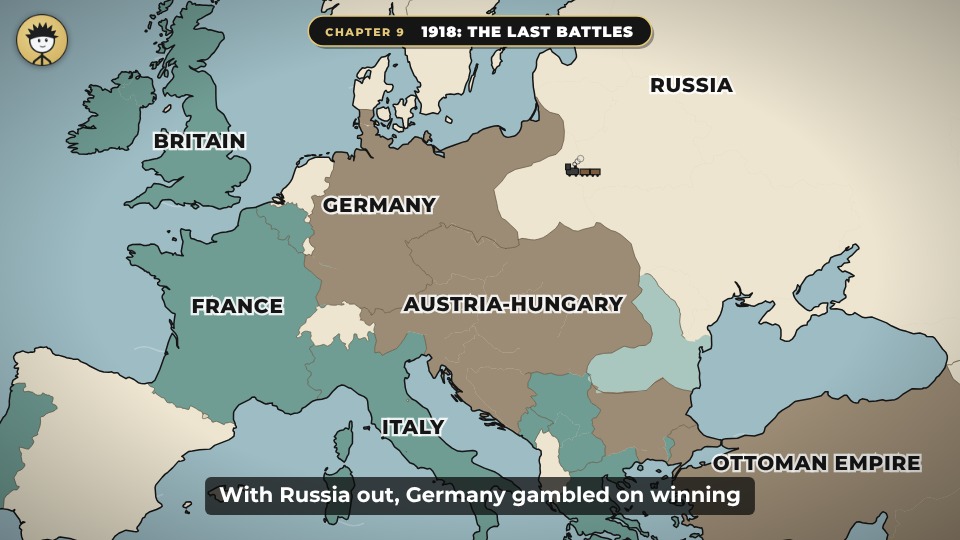 CHAPTER 9 1918: THE LAST BATTLES
RUSSIA
BRITAIN
GERMANY
FRANCE
AUSTRIA-HUNGARY
ITALY
OTTOMAN EMPIRE
With Russia out, Germany gambled on winning